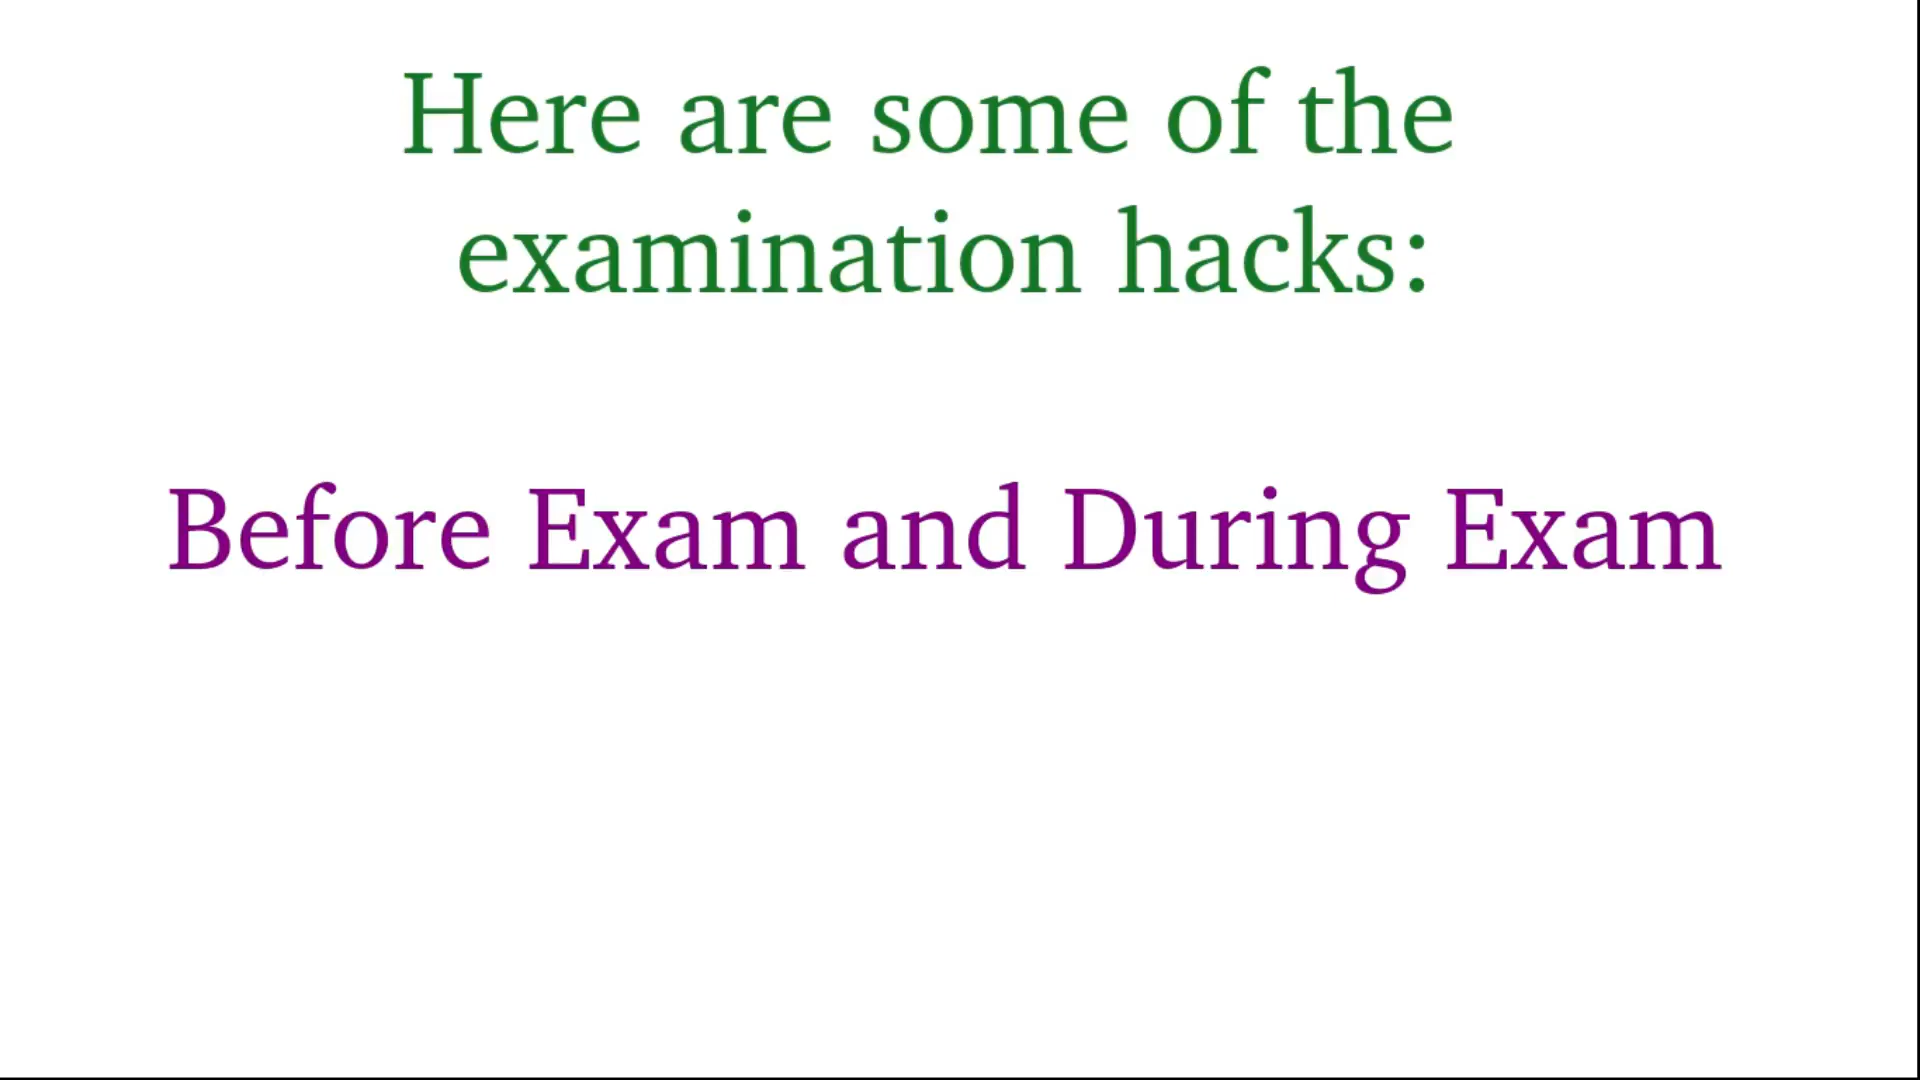 Here are some of the
examination hacks:
Before Exam and During Exam